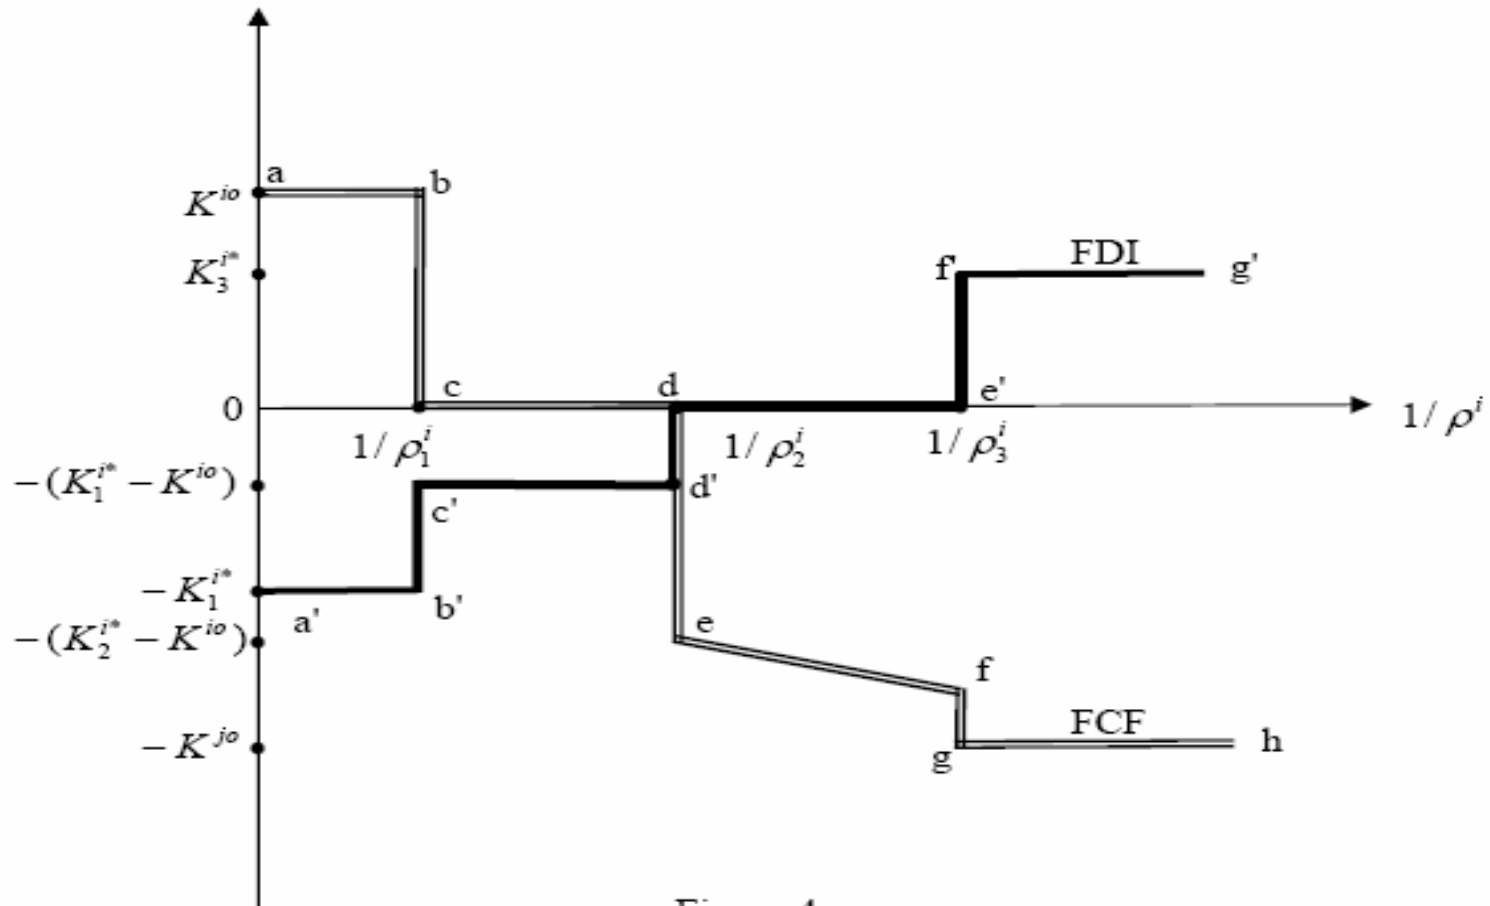 a
b
K^{io}
K_3^{i*}
f'
FDI
g'
c
d
e'
0
1/ρ^i
1/ρ_1^i
1/ρ_2^i
1/ρ_3^i
−(K_1^{i*} − K^{io})
d'
c'
−K_1^{i*}
a'
b'
e
−(K_2^{i*} − K^{io})
f
−K^{jo}
FCF
g
h